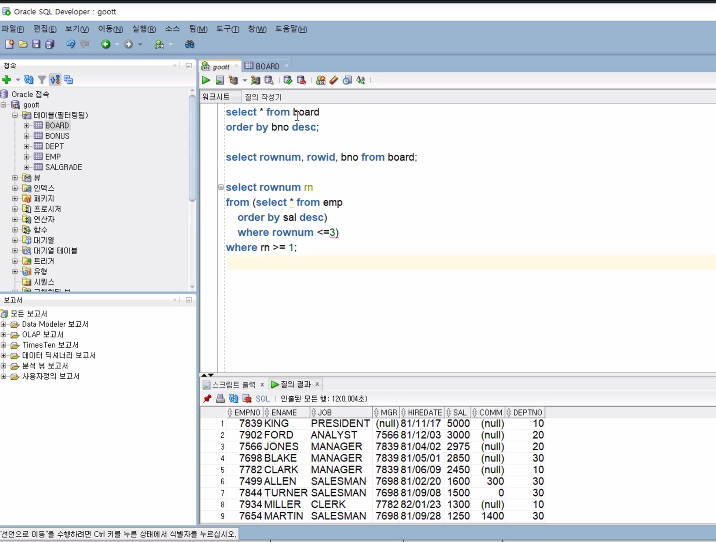 Oracle SQL Developer : goott
파일(F) 편집(E) 보기(V) 이동(N) 실행(R) 소스 팀(M) 도구(T) 창(W) 도움말(H)
접속
Oracle 접속
goott
테이블(필터링됨)
BOARD
BONUS
DEPT
EMP
SALGRADE
뷰
인덱스
패키지
프로시저
연산자
함수
대기열
대기열 테이블
트리거
유형
시퀀스
보고서
모든 보고서
Data Modeler 보고서
OLAP 보고서
TimesTen 보고서
데이터 딕셔너리 보고서
분석 뷰 보고서
사용자정의 보고서
goott BOARD
워크시트 질의 작성기
select * from board
order by bno desc;
select rownum, rowid, bno from board;
select rownum rn
from (select * from emp
order by sal desc)
where rownum <=3)
where rn >= 1;
스크립트 출력 x 질의 결과 x
SQL | 인출된 모든 행: 12(0.004초)
EMPNO ENAME JOB MGR HIREDATE SAL COMM DEPTNO
1 7839 KING PRESIDENT (null) 81/11/17 5000 (null) 10
2 7902 FORD ANALYST 7566 81/12/03 3000 (null) 20
3 7566 JONES MANAGER 7839 81/04/02 2975 (null) 20
4 7698 BLAKE MANAGER 7839 81/05/01 2850 (null) 30
5 7782 CLARK MANAGER 7839 81/06/09 2450 (null) 10
6 7499 ALLEN SALESMAN 7698 81/02/20 1600 300 30
7 7844 TURNER SALESMAN 7698 81/09/08 1500 0 30
8 7934 MILLER CLERK 7782 82/01/23 1300 (null) 10
9 7654 MARTIN SALESMAN 7698 81/09/28 1250 1400 30
"선언으로 이동"를 수행하려면 Ctrl 키를 누른 상태에서 식별자를 누르십시오.